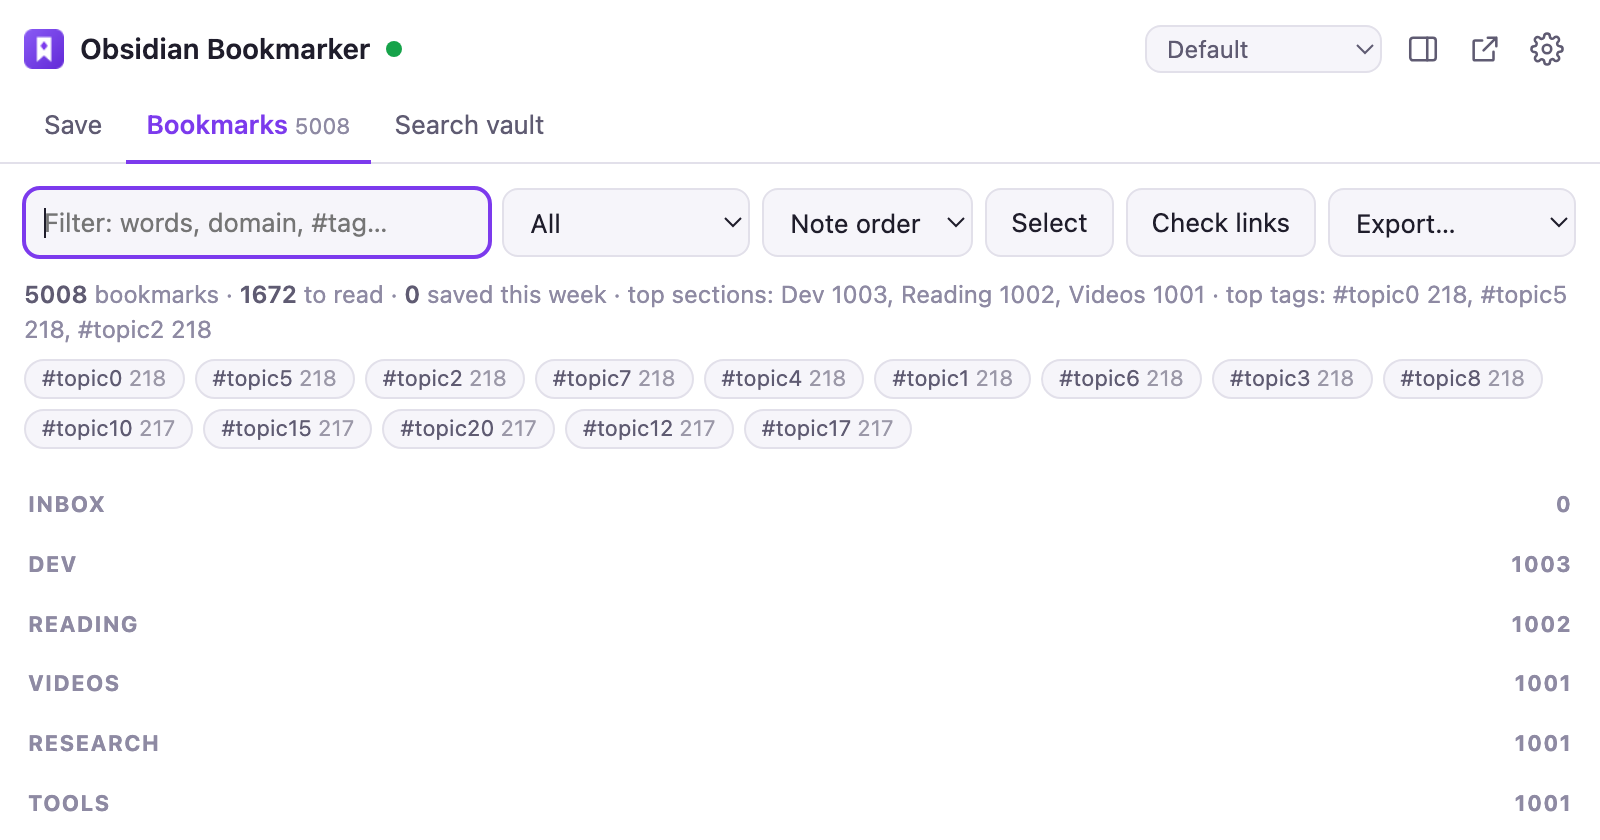 Obsidian Bookmarker
Default
Save Bookmarks 5008 Search vault
Filter: words, domain, #tag... All Note order Select Check links Export...
5008 bookmarks · 1672 to read · 0 saved this week · top sections: Dev 1003, Reading 1002, Videos 1001 · top tags: #topic0 218, #topic5
218, #topic2 218
#topic0 218 #topic5 218 #topic2 218 #topic7 218 #topic4 218 #topic1 218 #topic6 218 #topic3 218 #topic8 218
#topic10 217 #topic15 217 #topic20 217 #topic12 217 #topic17 217
INBOX 0
DEV 1003
READING 1002
VIDEOS 1001
RESEARCH 1001
TOOLS 1001